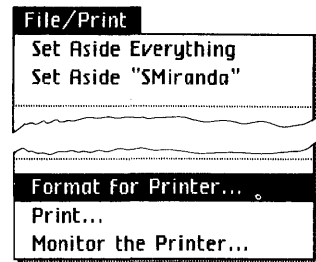 File/Print
Set Aside Everything
Set Aside "SMiranda"
Format for Printer...
Print...
Monitor the Printer...